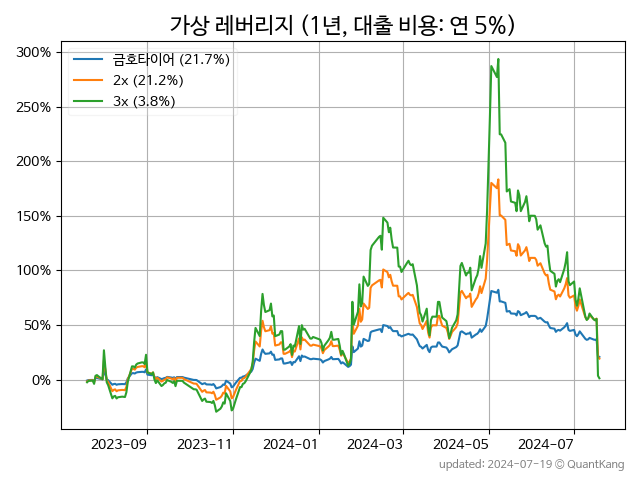 가상 레버리지 (1년, 대출 비용: 연 5%)
300%
250%
200%
150%
100%
50%
0%
금호타이어 (21.7%)
2x (21.2%)
3x (3.8%)
2023-09
2023-11
2024-01
2024-03
2024-05
2024-07
updated: 2024-07-19 © QuantKang